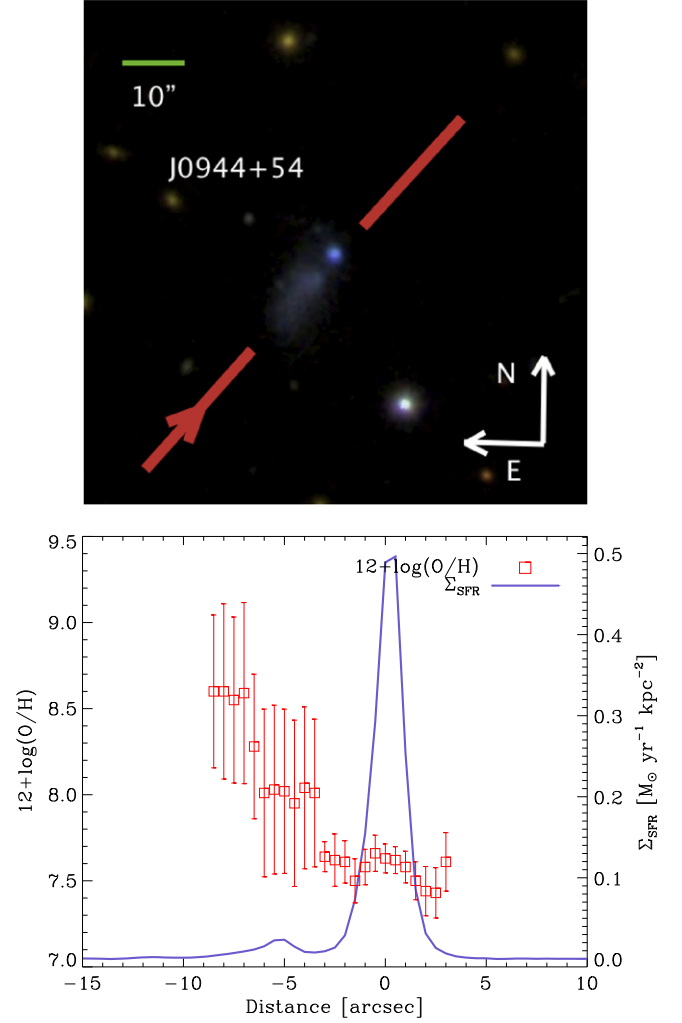 10”
J0944+54
N
E
12+log(O/H)
Σ_SFR
9.5
9.0
8.5
8.0
7.5
7.0
12+log(O/H)
0.5
0.4
0.3
0.2
0.1
0.0
Σ_SFR [M_⊙ yr⁻¹ kpc⁻²]
−15 −10 −5 0 5 10
Distance [arcsec]